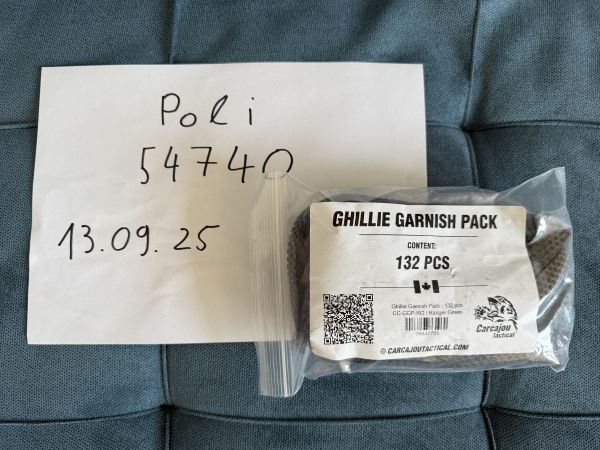 Poli
54740
13.09.25
GHILLIE GARNISH PACK
CONTENT:
132 PCS
Ghillie Garnish Pack - 132 pcs
CC-GGP-RG / Ranger Green
Carcajou
Tactical
© CARCAJOUTACTICAL.COM